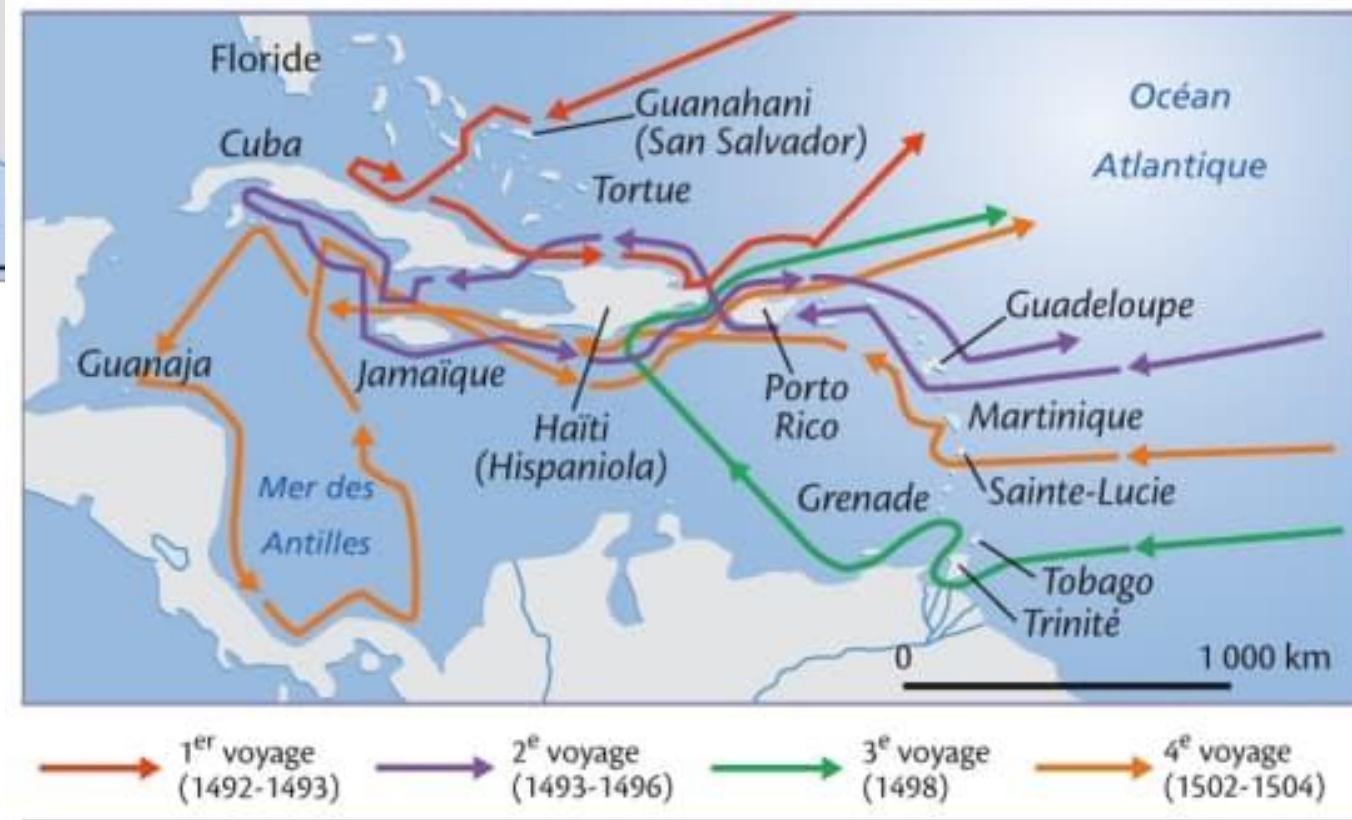 Floride
Guanahani
(San Salvador)
Océan
Atlantique
Cuba
Tortue
Guadeloupe
Guanaja
Jamaïque
Porto
Rico
Haïti
(Hispaniola)
Martinique
Mer des
Antilles
Grenade
Sainte-Lucie
Tobago
Trinité
0 1 000 km
1er voyage
(1492-1493)
2e voyage
(1493-1496)
3e voyage
(1498)
4e voyage
(1502-1504)